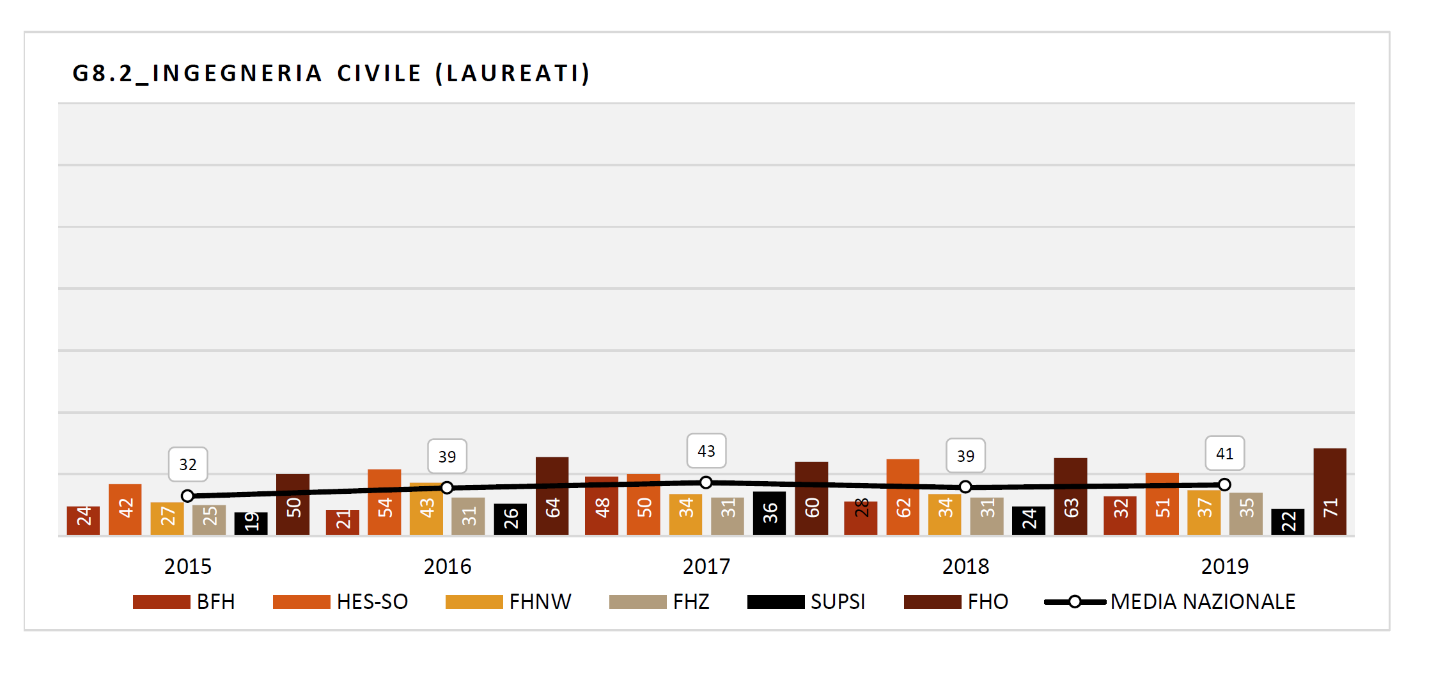 G8.2_INGEGNERIA CIVILE (LAUREATI)
32 39 43 39 41
24 42 27 25 19 50 21 54 43 31 26 64 48 50 34 31 36 60 28 62 34 31 24 63 32 51 37 35 22 71
2015 2016 2017 2018 2019
BFH HES-SO FHNW FHZ SUPSI FHO MEDIA NAZIONALE